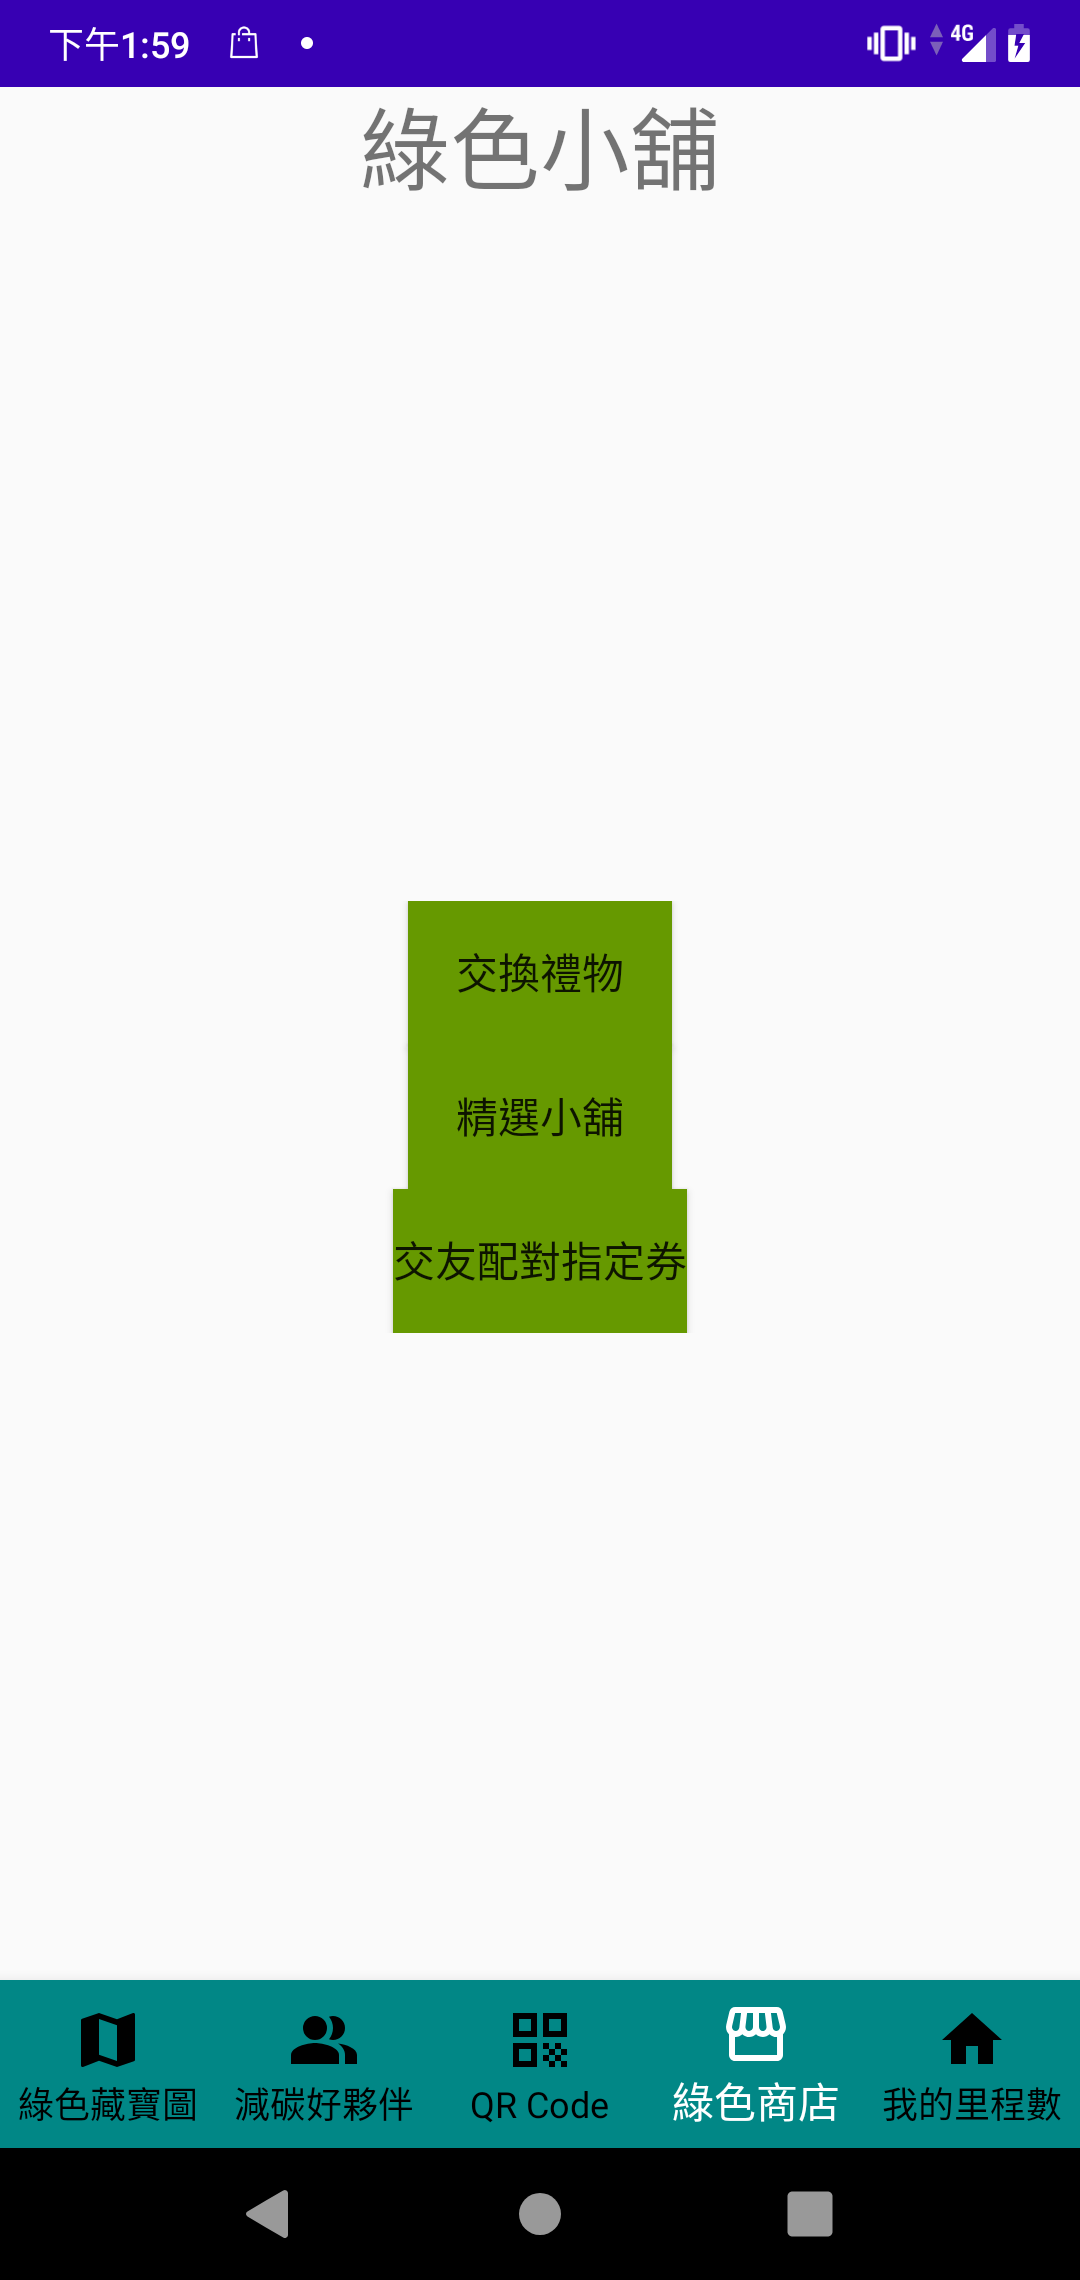 下午1:59
4G
綠色小舖
交換禮物
精選小舖
交友配對指定券
綠色藏寶圖
減碳好夥伴
QR Code
綠色商店
我的里程數